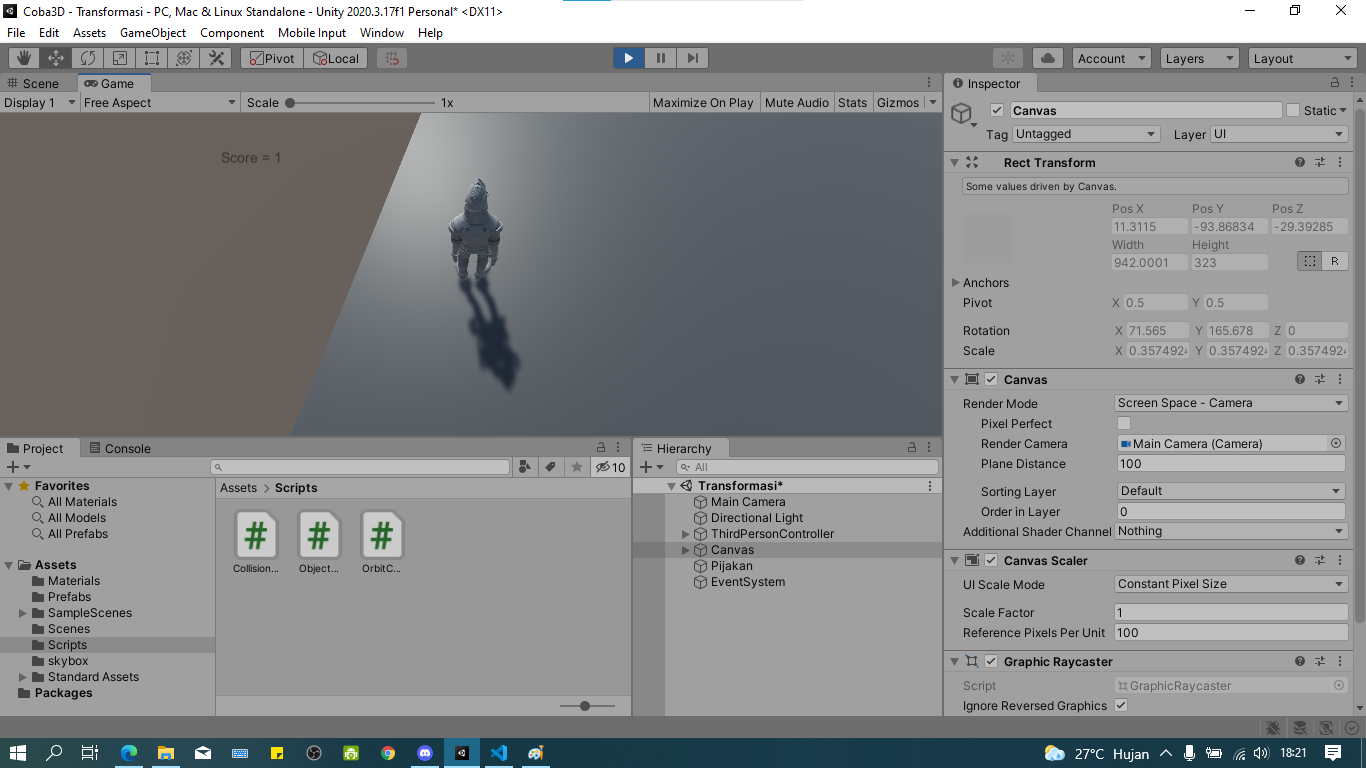 Coba3D - Transformasi - PC, Mac & Linux Standalone - Unity 2020.3.17f1 Personal* <DX11>
File Edit Assets GameObject Component Mobile Input Window Help
Pivot Local Account Layers Layout
Scene Game
Display 1 Free Aspect Scale 1x Maximize On Play Mute Audio Stats Gizmos
Score = 1
Project Console
10
Favorites
All Materials
All Models
All Prefabs
Assets
Materials
Prefabs
SampleScenes
Scenes
Scripts
skybox
Standard Assets
Packages
Assets > Scripts
Collision... Object... OrbitC...
Hierarchy
All
Transformasi*
Main Camera
Directional Light
ThirdPersonController
Canvas
Pijakan
EventSystem
Inspector
Canvas Static
Tag Untagged Layer UI
Rect Transform
Some values driven by Canvas.
Pos X Pos Y Pos Z
11.3115 -93.86834 -29.39285
Width Height
942.0001 323
R
Anchors
Pivot X 0.5 Y 0.5
Rotation X 71.565 Y 165.678 Z 0
Scale X 0.3574924 Y 0.3574924 Z 0.3574924
Canvas
Render Mode Screen Space - Camera
Pixel Perfect
Render Camera Main Camera (Camera)
Plane Distance 100
Sorting Layer Default
Order in Layer 0
Additional Shader Channel Nothing
Canvas Scaler
UI Scale Mode Constant Pixel Size
Scale Factor 1
Reference Pixels Per Unit 100
Graphic Raycaster
Script GraphicRaycaster
Ignore Reversed Graphics
27°C Hujan 18:21